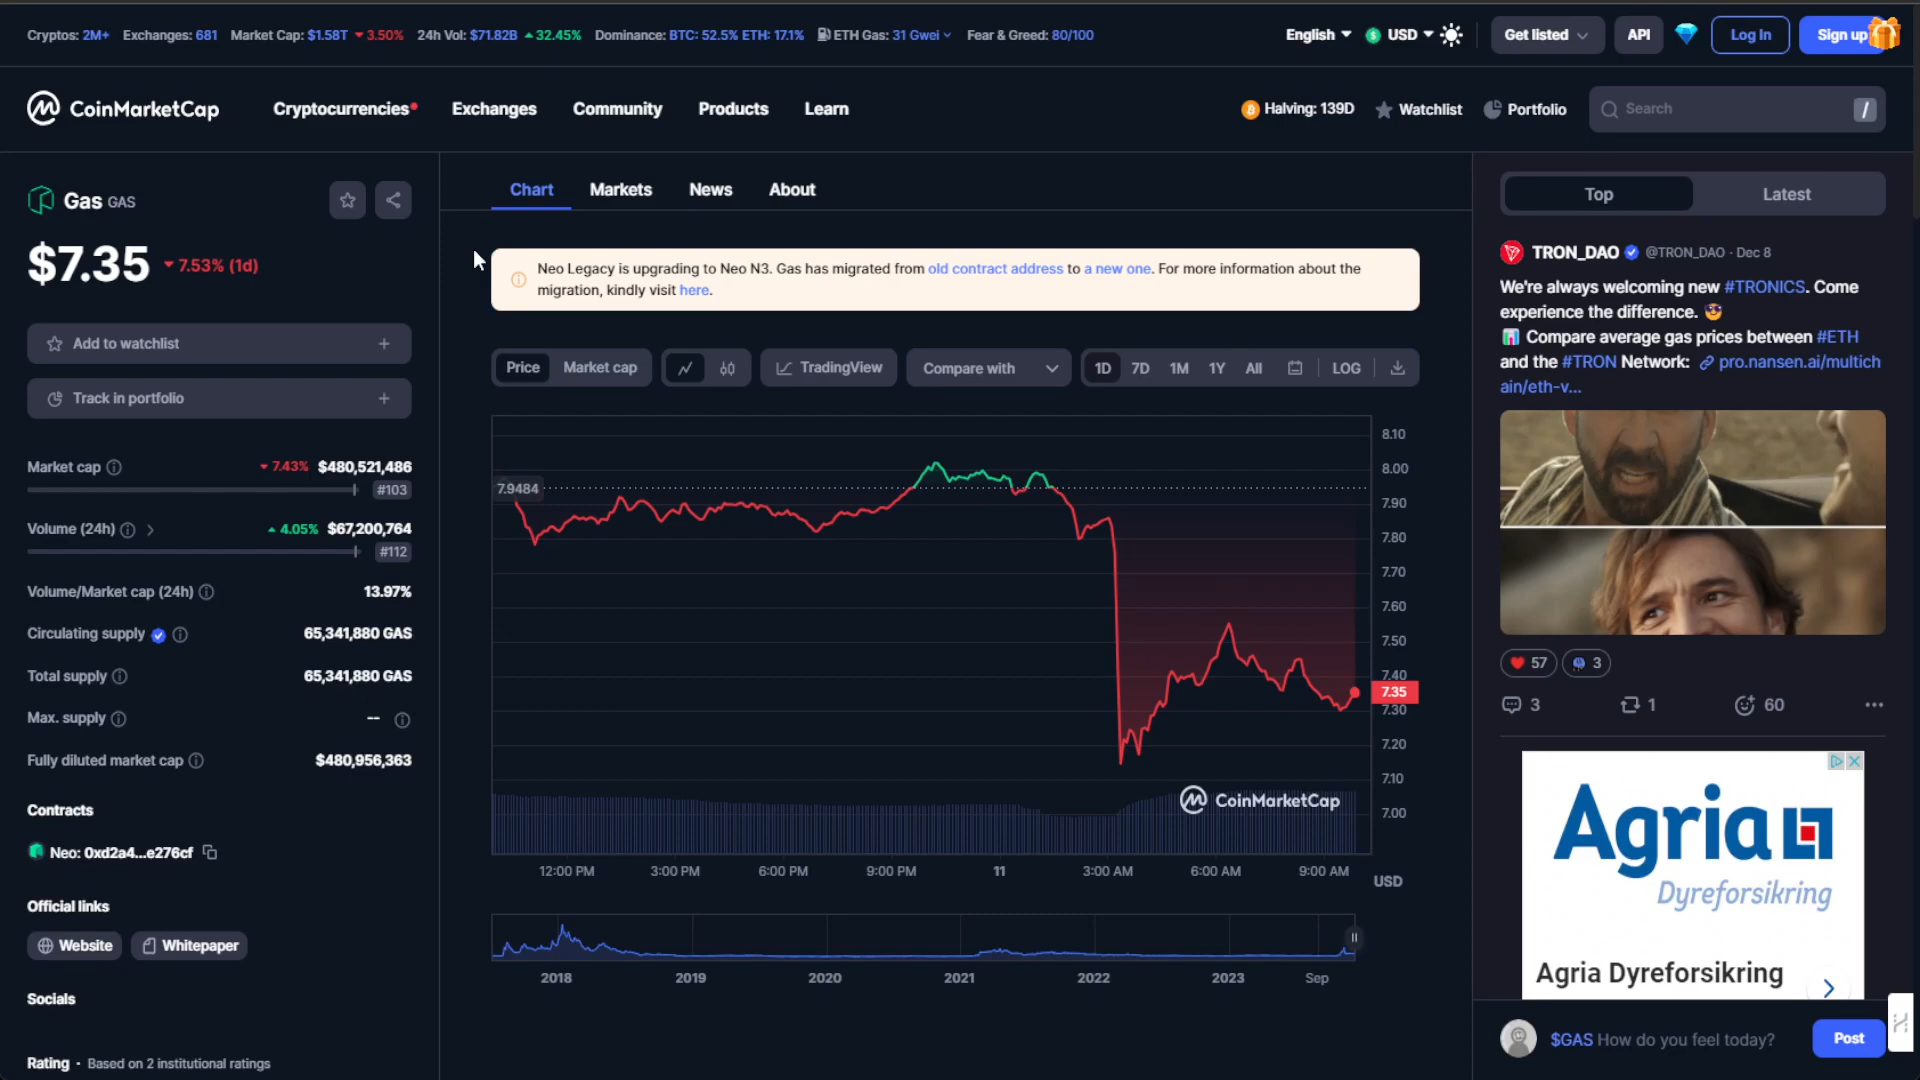 Cryptos: 2M+ Exchanges: 681 Market Cap: $1.58T 3.50% 24h Vol: $71.82B 32.45% Dominance: BTC: 52.5% ETH: 17.1% ETH Gas: 31 Gwei Fear & Greed: 80/100
English USD Get listed API Log In Sign up
CoinMarketCap Cryptocurrencies Exchanges Community Products Learn
Halving: 139D Watchlist Portfolio Search /
Gas GAS
$7.35 7.53% (1d)
Add to watchlist +
Track in portfolio +
Market cap 7.43% $480,521,486
#103
Volume (24h) 4.05% $67,200,764
#112
Volume/Market cap (24h) 13.97%
Circulating supply 65,341,880 GAS
Total supply 65,341,880 GAS
Max. supply --
Fully diluted market cap $480,956,363
Contracts
Neo: 0xd2a4...e276cf
Official links
Website Whitepaper
Socials
Rating · Based on 2 institutional ratings
Chart Markets News About
Neo Legacy is upgrading to Neo N3. Gas has migrated from old contract address to a new one. For more information about the
migration, kindly visit here.
Price Market cap TradingView Compare with 1D 7D 1M 1Y All LOG
7.9484
8.10
8.00
7.90
7.80
7.70
7.60
7.50
7.40
7.35
7.30
7.20
7.10
7.00
CoinMarketCap
12:00 PM 3:00 PM 6:00 PM 9:00 PM 11 3:00 AM 6:00 AM 9:00 AM USD
2018 2019 2020 2021 2022 2023 Sep
Top Latest
TRON_DAO @TRON_DAO · Dec 8
We're always welcoming new #TRONICS. Come
experience the difference. 😎
📊 Compare average gas prices between #ETH
and the #TRON Network: 🔗 pro.nansen.ai/multich
ain/eth-v...
57 3
3 1 60 ...
Agria
Dyreforsikring
Agria Dyreforsikring
$GAS How do you feel today? Post